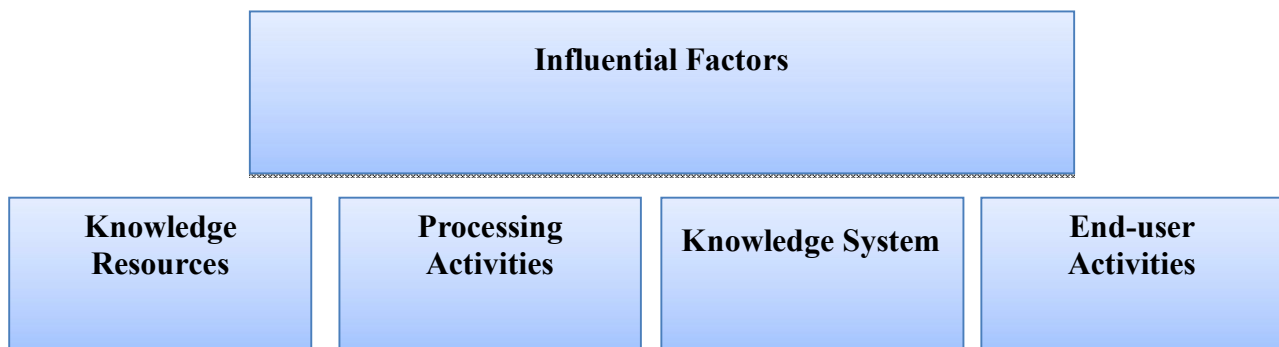 Influential Factors
Knowledge
Resources
Processing
Activities
Knowledge System
End-user
Activities